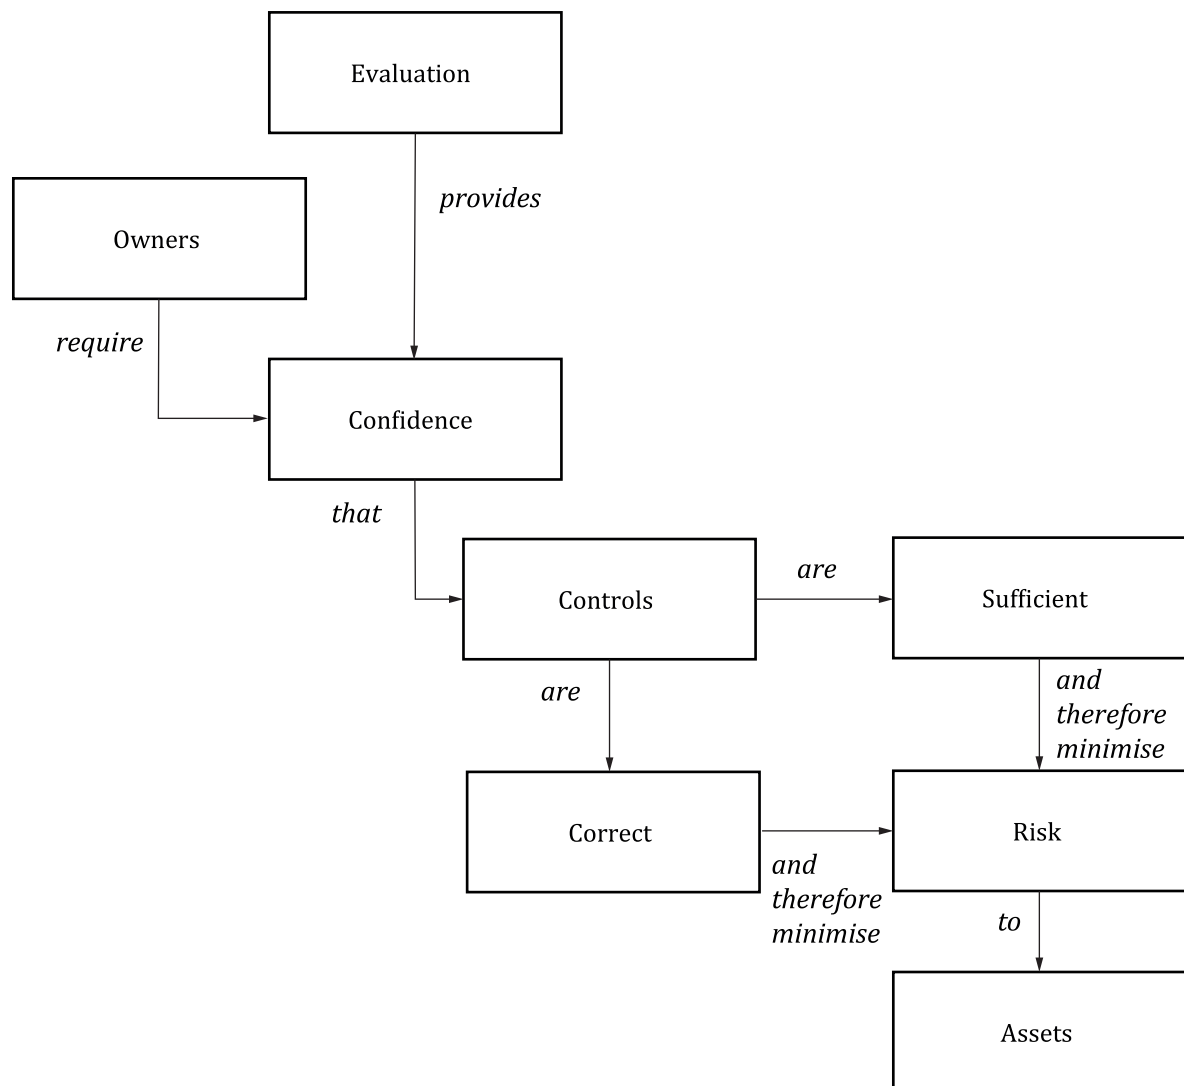 Evaluation
provides
Owners
require
Confidence
that
Controls
are
Sufficient
are
and
therefore
minimise
Correct
and
therefore
minimise
Risk
to
Assets